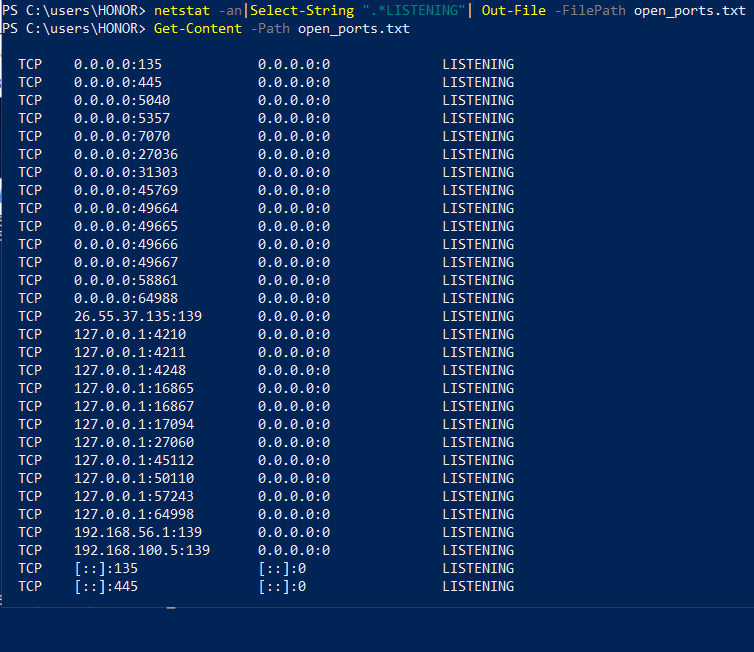 PS C:\users\HONOR> netstat -an|Select-String ".*LISTENING"| Out-File -FilePath open_ports.txt
PS C:\users\HONOR> Get-Content -Path open_ports.txt
TCP    0.0.0.0:135            0.0.0.0:0              LISTENING
TCP    0.0.0.0:445            0.0.0.0:0              LISTENING
TCP    0.0.0.0:5040           0.0.0.0:0              LISTENING
TCP    0.0.0.0:5357           0.0.0.0:0              LISTENING
TCP    0.0.0.0:7070           0.0.0.0:0              LISTENING
TCP    0.0.0.0:27036          0.0.0.0:0              LISTENING
TCP    0.0.0.0:31303          0.0.0.0:0              LISTENING
TCP    0.0.0.0:45769          0.0.0.0:0              LISTENING
TCP    0.0.0.0:49664          0.0.0.0:0              LISTENING
TCP    0.0.0.0:49665          0.0.0.0:0              LISTENING
TCP    0.0.0.0:49666          0.0.0.0:0              LISTENING
TCP    0.0.0.0:49667          0.0.0.0:0              LISTENING
TCP    0.0.0.0:58861          0.0.0.0:0              LISTENING
TCP    0.0.0.0:64988          0.0.0.0:0              LISTENING
TCP    26.55.37.135:139       0.0.0.0:0              LISTENING
TCP    127.0.0.1:4210         0.0.0.0:0              LISTENING
TCP    127.0.0.1:4211         0.0.0.0:0              LISTENING
TCP    127.0.0.1:4248         0.0.0.0:0              LISTENING
TCP    127.0.0.1:16865        0.0.0.0:0              LISTENING
TCP    127.0.0.1:16867        0.0.0.0:0              LISTENING
TCP    127.0.0.1:17094        0.0.0.0:0              LISTENING
TCP    127.0.0.1:27060        0.0.0.0:0              LISTENING
TCP    127.0.0.1:45112        0.0.0.0:0              LISTENING
TCP    127.0.0.1:50110        0.0.0.0:0              LISTENING
TCP    127.0.0.1:57243        0.0.0.0:0              LISTENING
TCP    127.0.0.1:64998        0.0.0.0:0              LISTENING
TCP    192.168.56.1:139       0.0.0.0:0              LISTENING
TCP    192.168.100.5:139      0.0.0.0:0              LISTENING
TCP    [::]:135               [::]:0                 LISTENING
TCP    [::]:445               [::]:0                 LISTENING